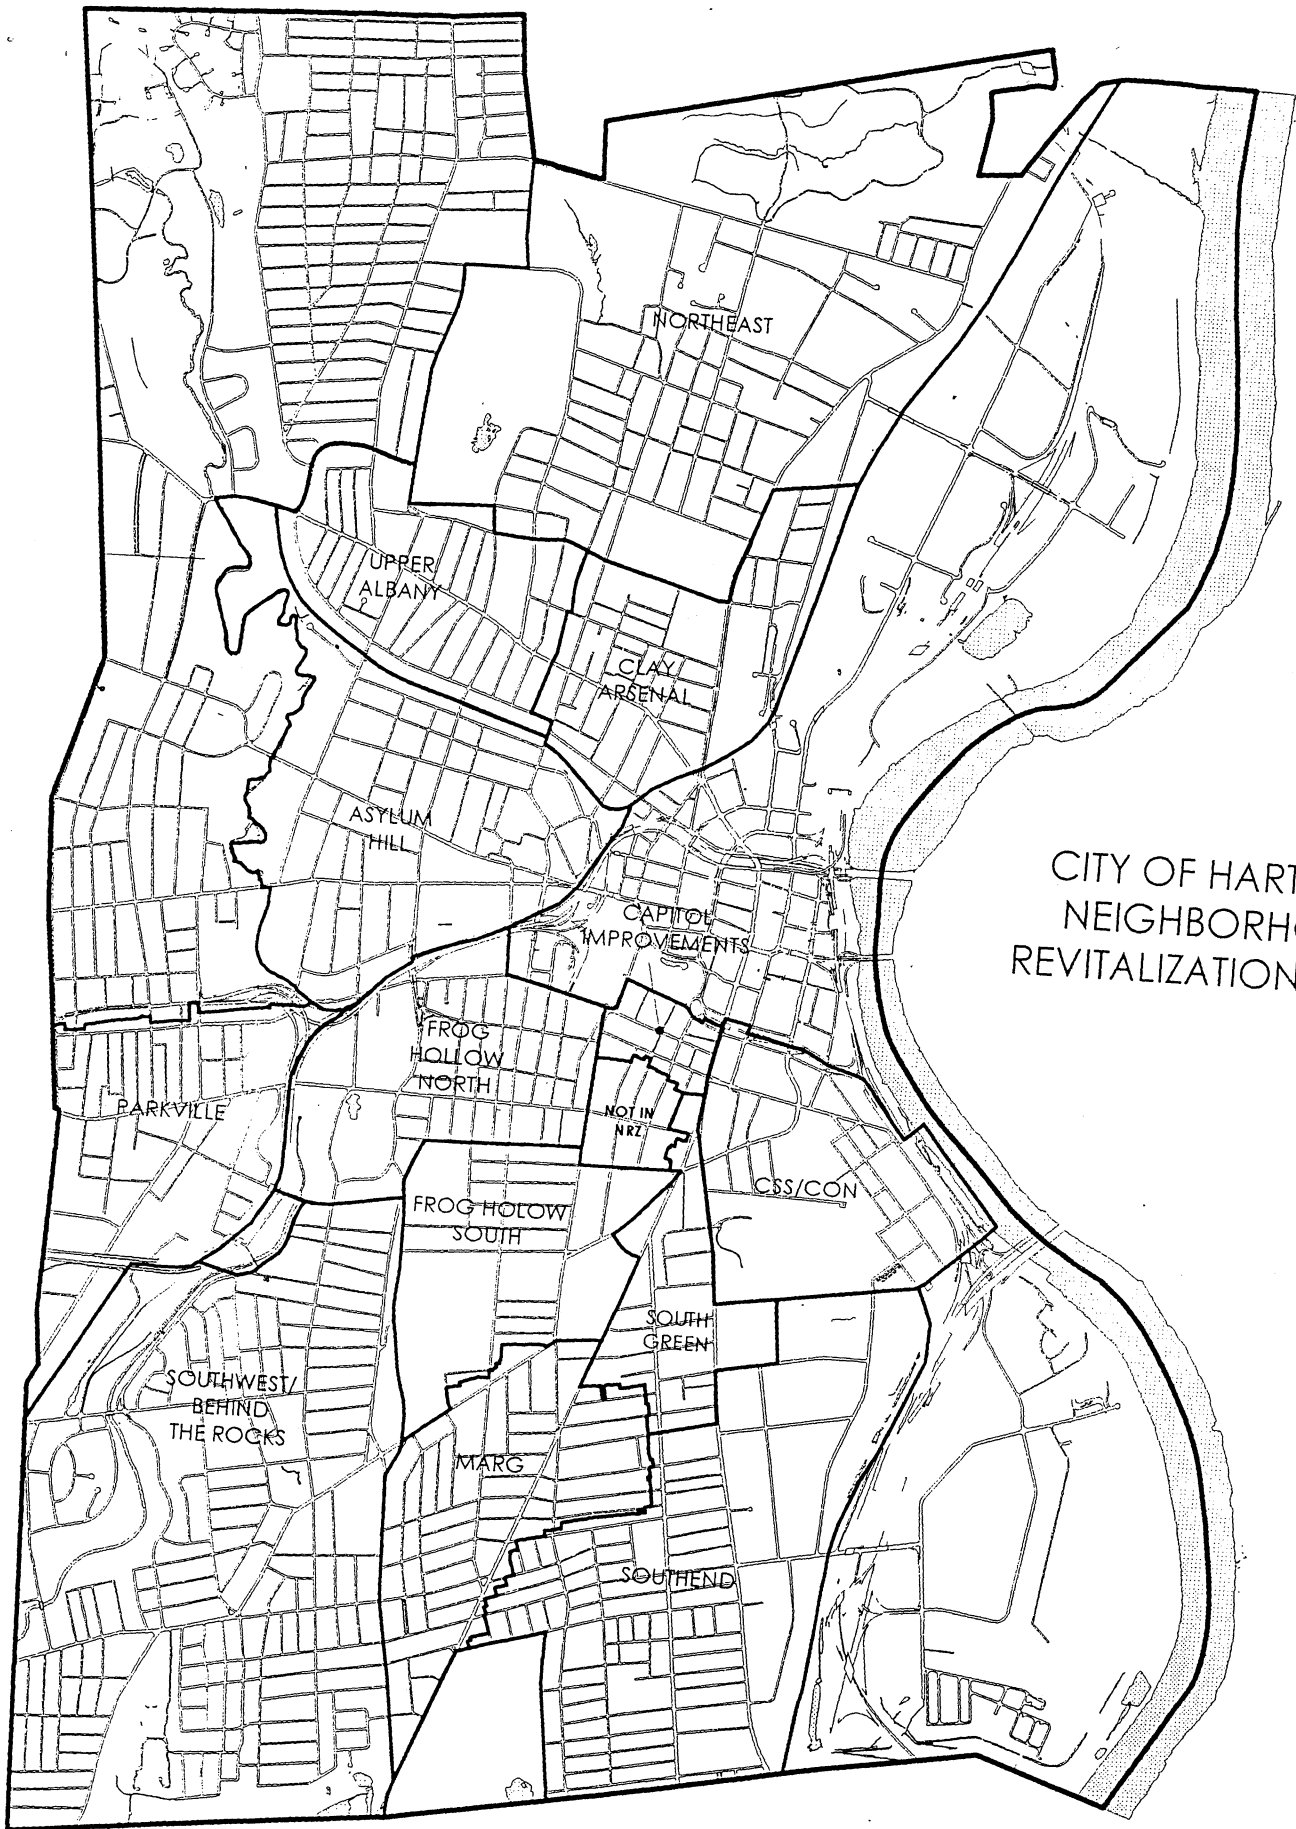 NORTHEAST
UPPER
ALBANY
CLAY
ARSENAL
ASYLUM
HILL
CITY OF HART
NEIGHBORHO
REVITALIZATION
CAPITOL
IMPROVEMENTS
FROG
HOLLOW
NORTH
PARKVILLE
NOT IN
NRZ
CSS/CON
FROG HOLOW
SOUTH
SOUTH
GREEN
SOUTHWEST/
BEHIND
THE ROCKS
MARG
SOUTHEND